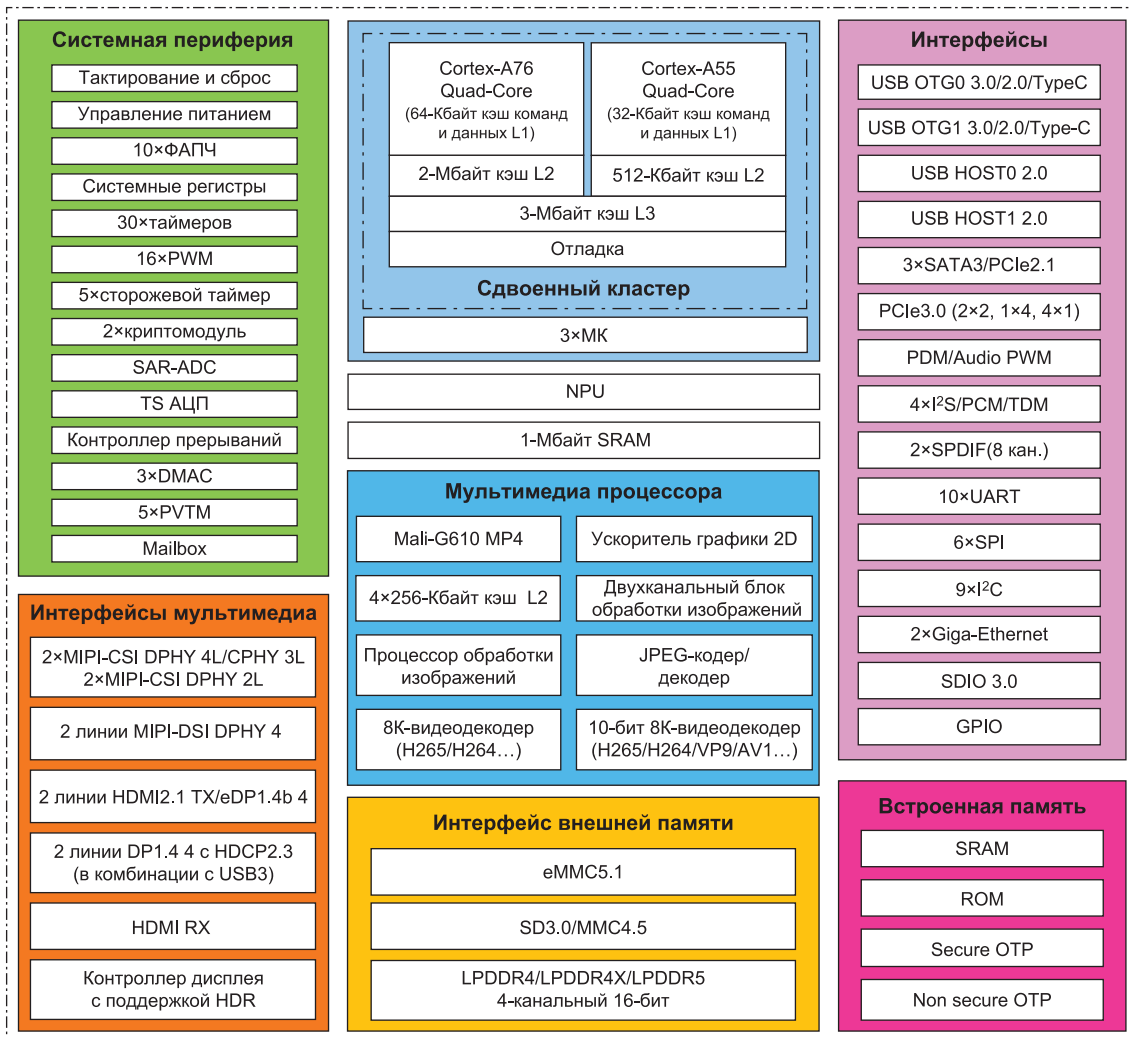 Системная периферия
Тактирование и сброс
Управление питанием
10×ФАПЧ
Системные регистры
30×таймеров
16×PWM
5×сторожевой таймер
2×криптомодуль
SAR-ADC
TS АЦП
Контроллер прерываний
3×DMAC
5×PVTM
Mailbox
Интерфейсы мультимедиа
2×MIPI-CSI DPHY 4L/CPHY 3L
2×MIPI-CSI DPHY 2L
2 линии MIPI-DSI DPHY 4
2 линии HDMI2.1 TX/eDP1.4b 4
2 линии DP1.4 4 с HDCP2.3
(в комбинации с USB3)
HDMI RX
Контроллер дисплея
с поддержкой HDR
Cortex-A76
Quad-Core
(64-Кбайт кэш команд
и данных L1)
Cortex-A55
Quad-Core
(32-Кбайт кэш команд
и данных L1)
2-Мбайт кэш L2
512-Кбайт кэш L2
3-Мбайт кэш L3
Отладка
Сдвоенный кластер
3×МК
NPU
1-Мбайт SRAM
Мультимедиа процессора
Mali-G610 MP4
Ускоритель графики 2D
4×256-Кбайт кэш L2
Двухканальный блок
обработки изображений
Процессор обработки
изображений
JPEG-кодер/
декодер
8К-видеодекодер
(H265/H264…)
10-бит 8К-видеодекодер
(H265/H264/VP9/AV1…)
Интерфейс внешней памяти
eMMC5.1
SD3.0/MMC4.5
LPDDR4/LPDDR4X/LPDDR5
4-канальный 16-бит
Интерфейсы
USB OTG0 3.0/2.0/TypeC
USB OTG1 3.0/2.0/Type-C
USB HOST0 2.0
USB HOST1 2.0
3×SATA3/PCIe2.1
PCIe3.0 (2×2, 1×4, 4×1)
PDM/Audio PWM
4×I²S/PCM/TDM
2×SPDIF(8 кан.)
10×UART
6×SPI
9×I²C
2×Giga-Ethernet
SDIO 3.0
GPIO
Встроенная память
SRAM
ROM
Secure OTP
Non secure OTP